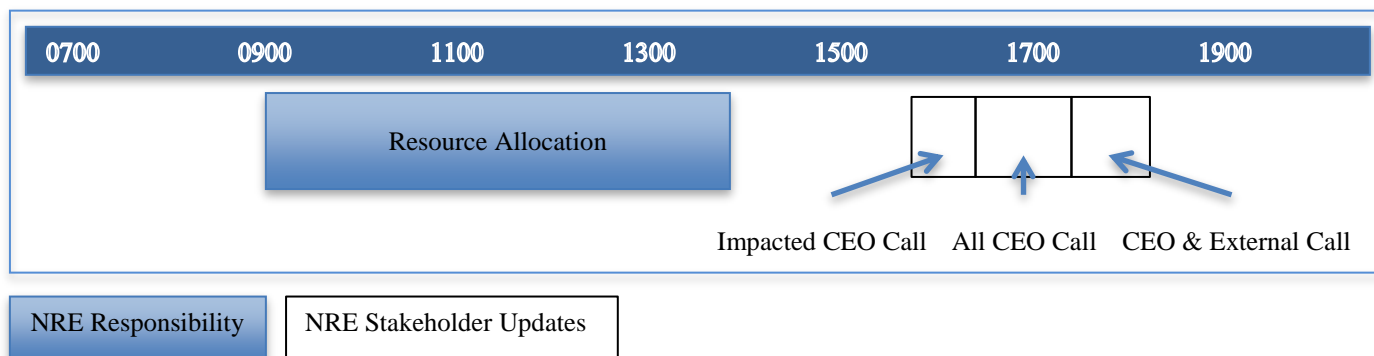 0700 0900 1100 1300 1500 1700 1900
Resource Allocation
Impacted CEO Call All CEO Call CEO & External Call
NRE Responsibility NRE Stakeholder Updates